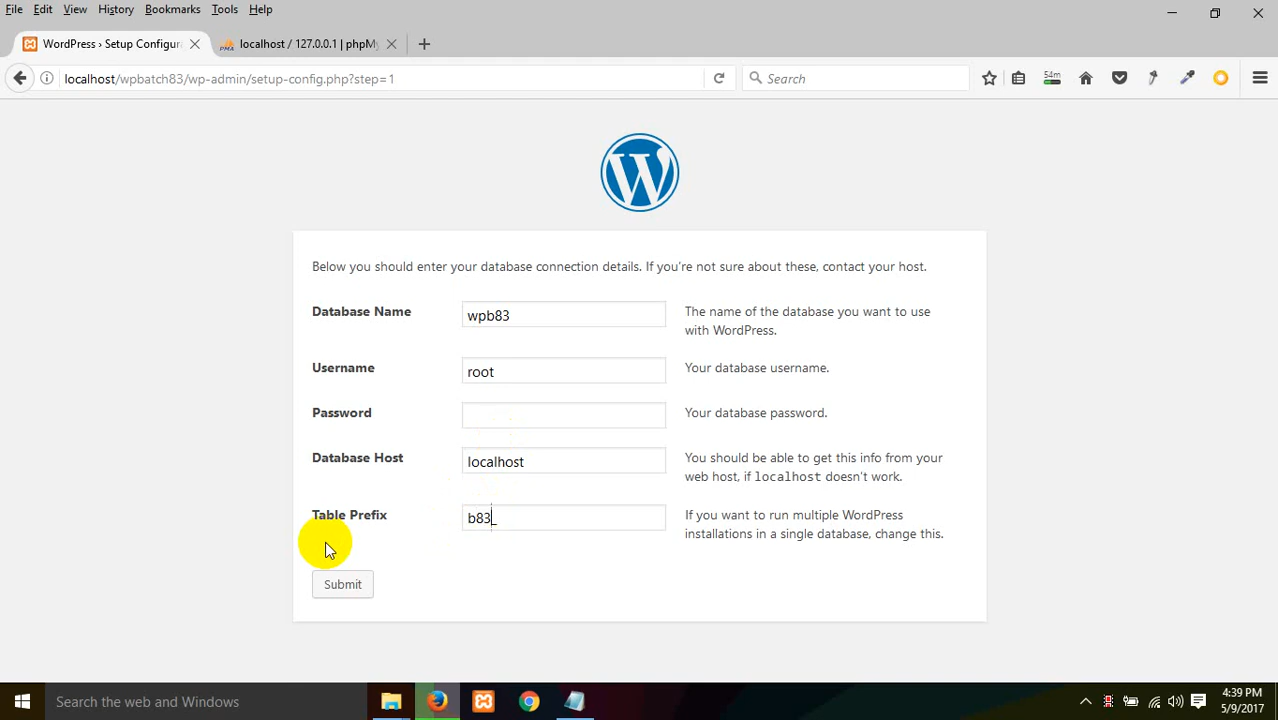 File Edit View History Bookmarks Tools Help
WordPress › Setup Configur
localhost / 127.0.0.1 | phpMy
localhost/wpbatch83/wp-admin/setup-config.php?step=1
Search
54m
Below you should enter your database connection details. If you're not sure about these, contact your host.
Database Name
wpb83
The name of the database you want to use
with WordPress.
Username
root
Your database username.
Password
Your database password.
Database Host
localhost
You should be able to get this info from your
web host, if localhost doesn't work.
Table Prefix
b83_
If you want to run multiple WordPress
installations in a single database, change this.
Submit
Search the web and Windows
4:39 PM
5/9/2017